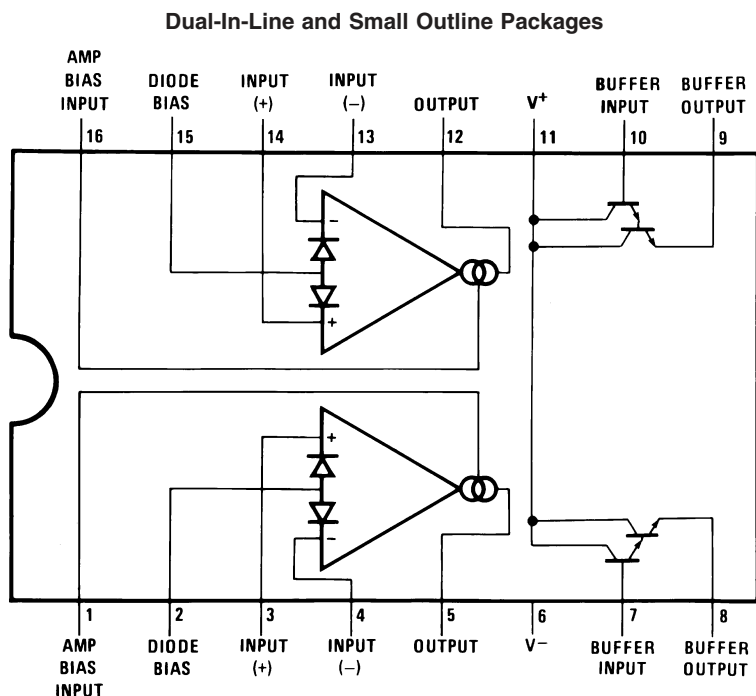 Dual-In-Line and Small Outline Packages
AMP
BIAS
INPUT
DIODE
BIAS
INPUT
(+)
INPUT
(−)
OUTPUT
V+
BUFFER
INPUT
BUFFER
OUTPUT
16 15 14 13 12 11 10 9
−
+
+
−
1 2 3 4 5 6 7 8
AMP
BIAS
INPUT
DIODE
BIAS
INPUT
(+)
INPUT
(−)
OUTPUT
V−
BUFFER
INPUT
BUFFER
OUTPUT